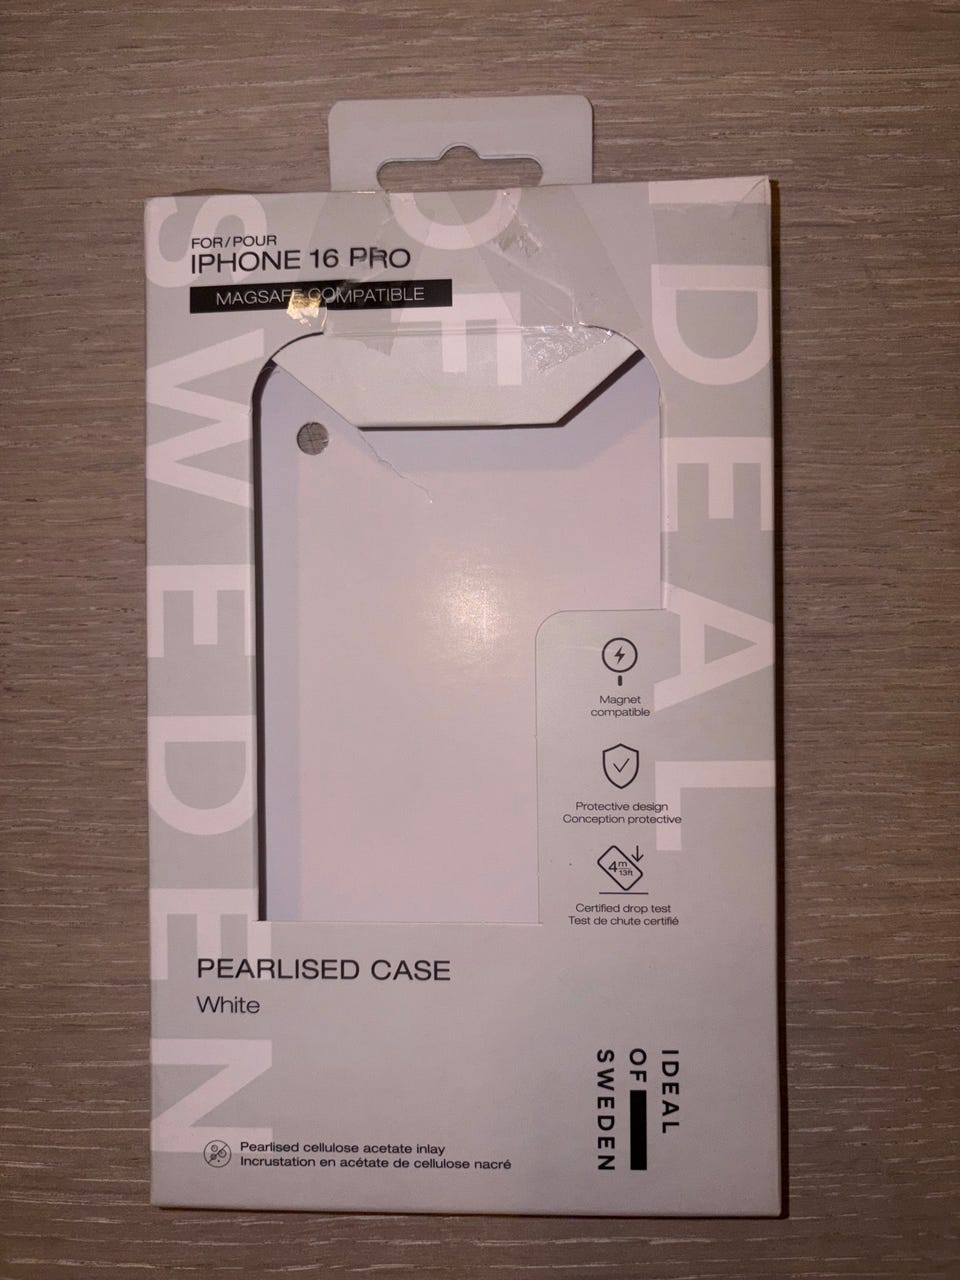 FOR/POUR
IPHONE 16 PRO
MAGSAFE COMPATIBLE
IDEAL
OF
SWEDEN
Magnet
compatible
Protective design
Conception protective
4m
13ft
Certified drop test
Test de chute certifié
PEARLISED CASE
White
IDEAL
OF
SWEDEN
Pearlised cellulose acetate inlay
Incrustation en acétate de cellulose nacré